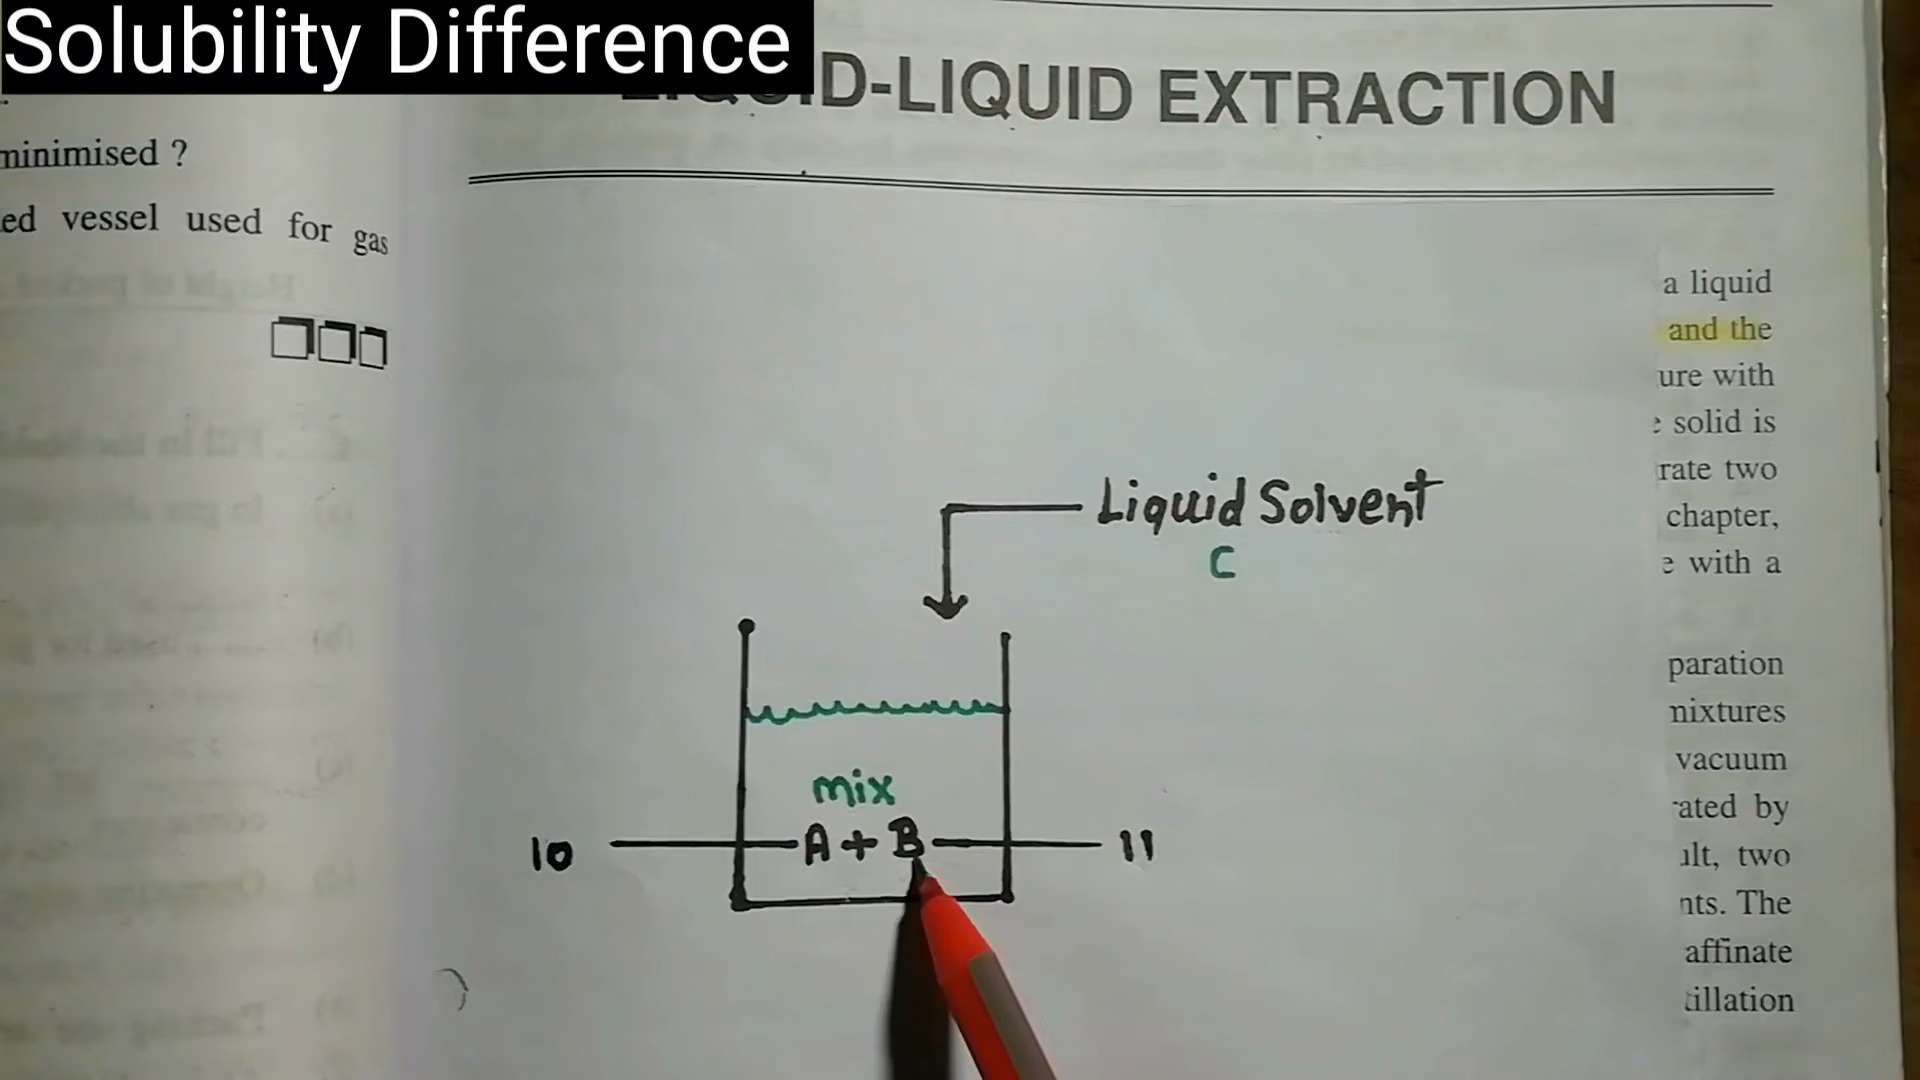 Solubility Difference
D-LIQUID EXTRACTION
minimised ?
ed vessel used for gas
a liquid
and the
ure with
solid is
rate two
chapter,
with a
paration
nixtures
vacuum
ated by
ult, two
nts. The
affinate
tillation
Liquid Solvent
C
mix
10 A + B 11